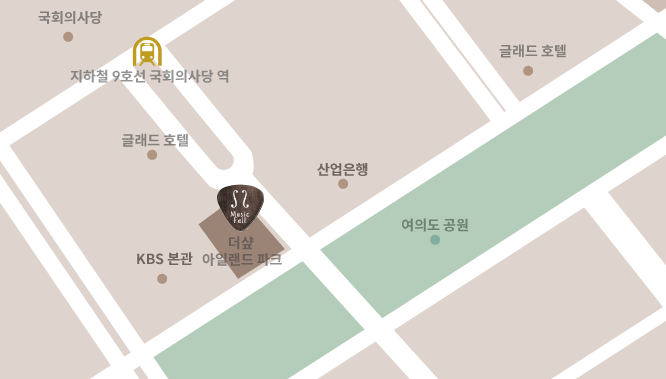 국회의사당
지하철 9호선 국회의사당 역
글래드 호텔
글래드 호텔
산업은행
Music
Fall
여의도 공원
더샾
아일랜드 파크
KBS 본관